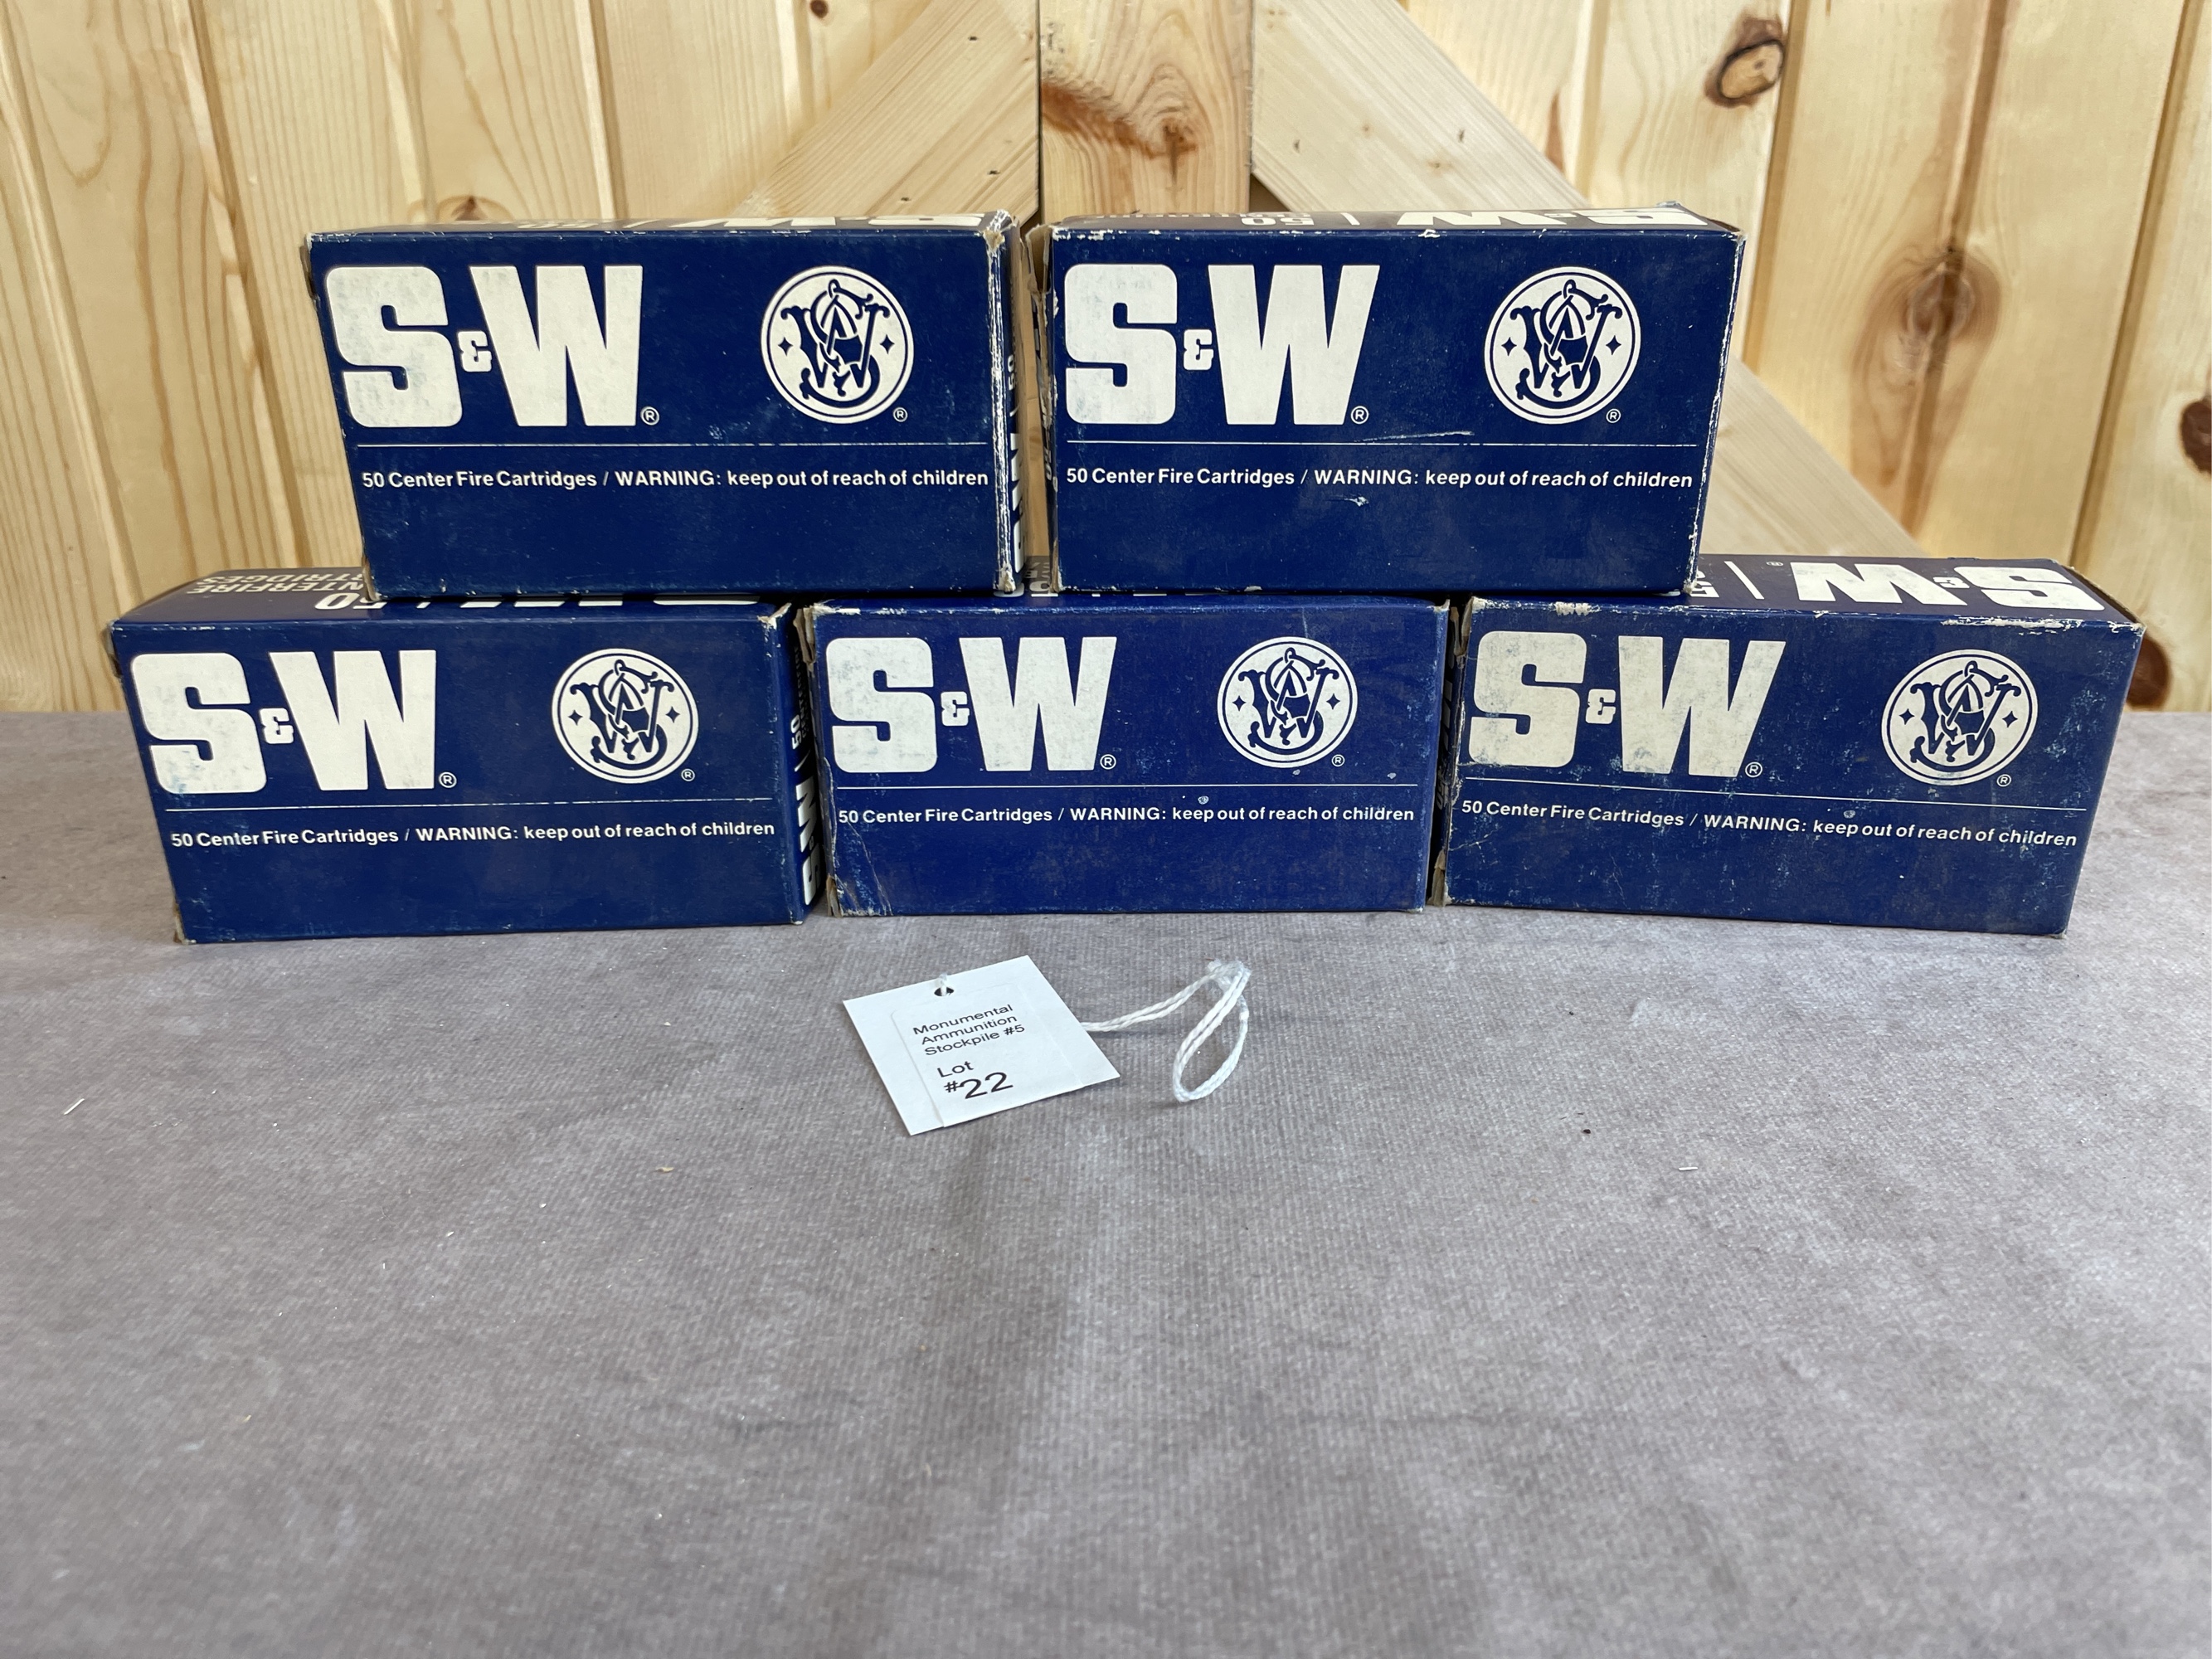 S&W®
®
50 Center Fire Cartridges / WARNING: keep out of reach of children
50
S&W®
®
50 Center Fire Cartridges / WARNING: keep out of reach of children
50
S&W®
®
50 Center Fire Cartridges / WARNING: keep out of reach of children
50
S&W®
®
50 Center Fire Cartridges / WARNING: keep out of reach of children
S&W®
S&W®
®
50 Center Fire Cartridges / WARNING: keep out of reach of children
Monumental
Ammunition
Stockpile #5
Lot
#22